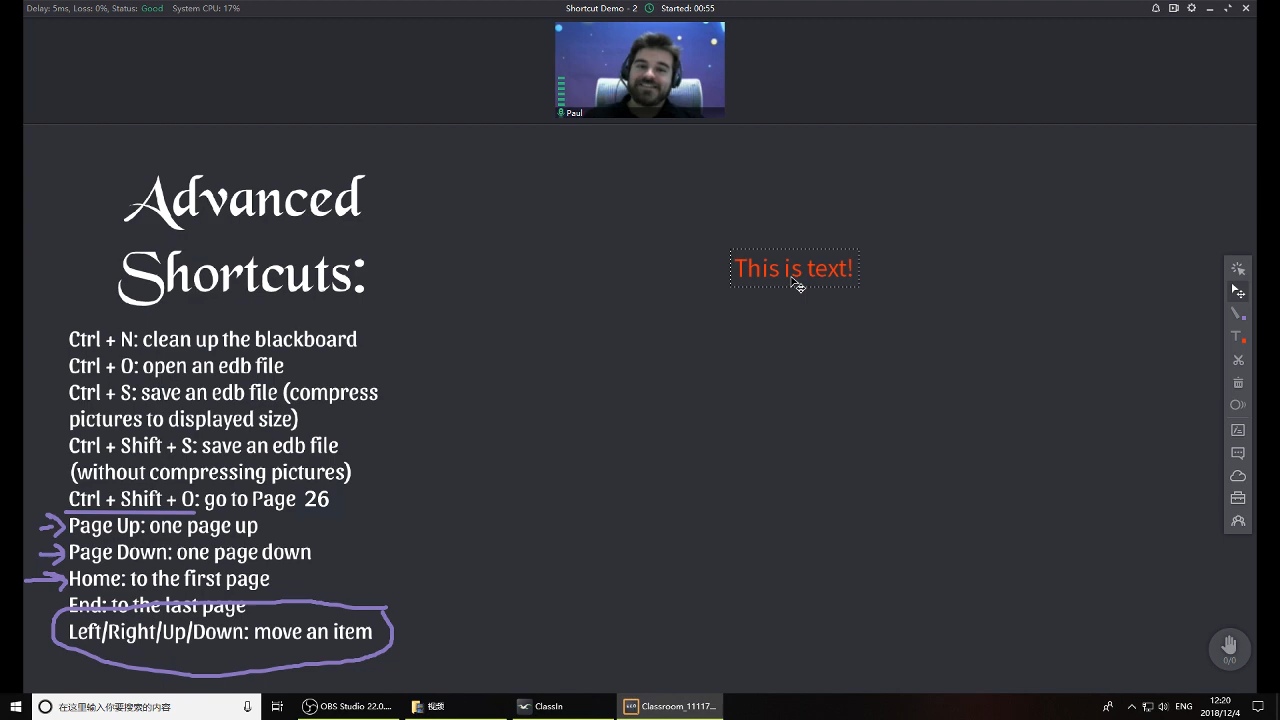 Delay: 5ms, Loss: 0%, Status: Good System CPU: 17%
Shortcut Demo - 2 Started: 00:55
Paul
Advanced
Shortcuts:
Ctrl + N: clean up the blackboard
Ctrl + O: open an edb file
Ctrl + S: save an edb file (compress
pictures to displayed size)
Ctrl + Shift + S: save an edb file
(without compressing pictures)
Ctrl + Shift + O: go to Page 26
Page Up: one page up
Page Down: one page down
Home: to the first page
End: to the last page
Left/Right/Up/Down: move an item
This is text!
T
0/0
在这里输入你要搜索的内容
OBS Studio 22.0....
视频
ClassIn
Classroom_11117...
ENG
12:20
2018/12/4